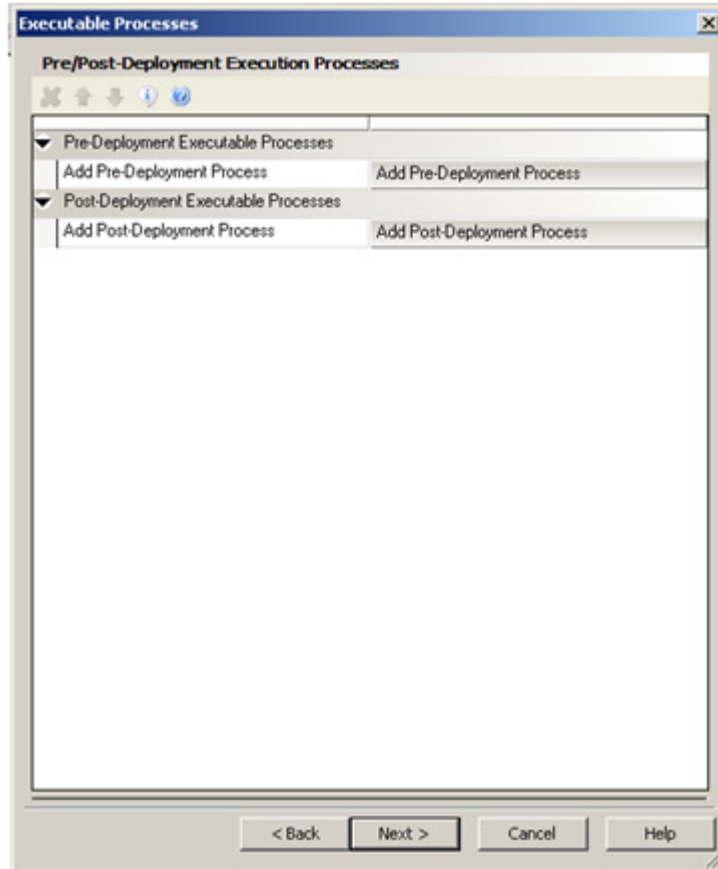 Executable Processes
Pre/Post-Deployment Execution Processes
Pre-Deployment Executable Processes
Add Pre-Deployment Process Add Pre-Deployment Process
Post-Deployment Executable Processes
Add Post-Deployment Process Add Post-Deployment Process
< Back Next > Cancel Help